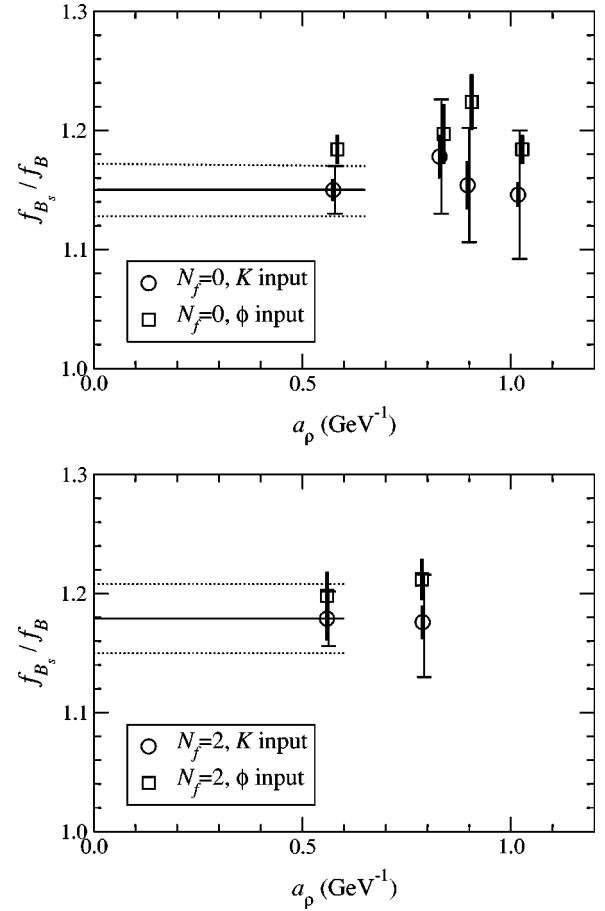 1.3
1.2
1.1
1.0
f_{B_s} / f_B
N_f=0, K input
N_f=0, ϕ input
0.0 0.5 1.0
a_ρ (GeV⁻¹)
1.3
1.2
1.1
1.0
f_{B_s} / f_B
N_f=2, K input
N_f=2, ϕ input
0.0 0.5 1.0
a_ρ (GeV⁻¹)